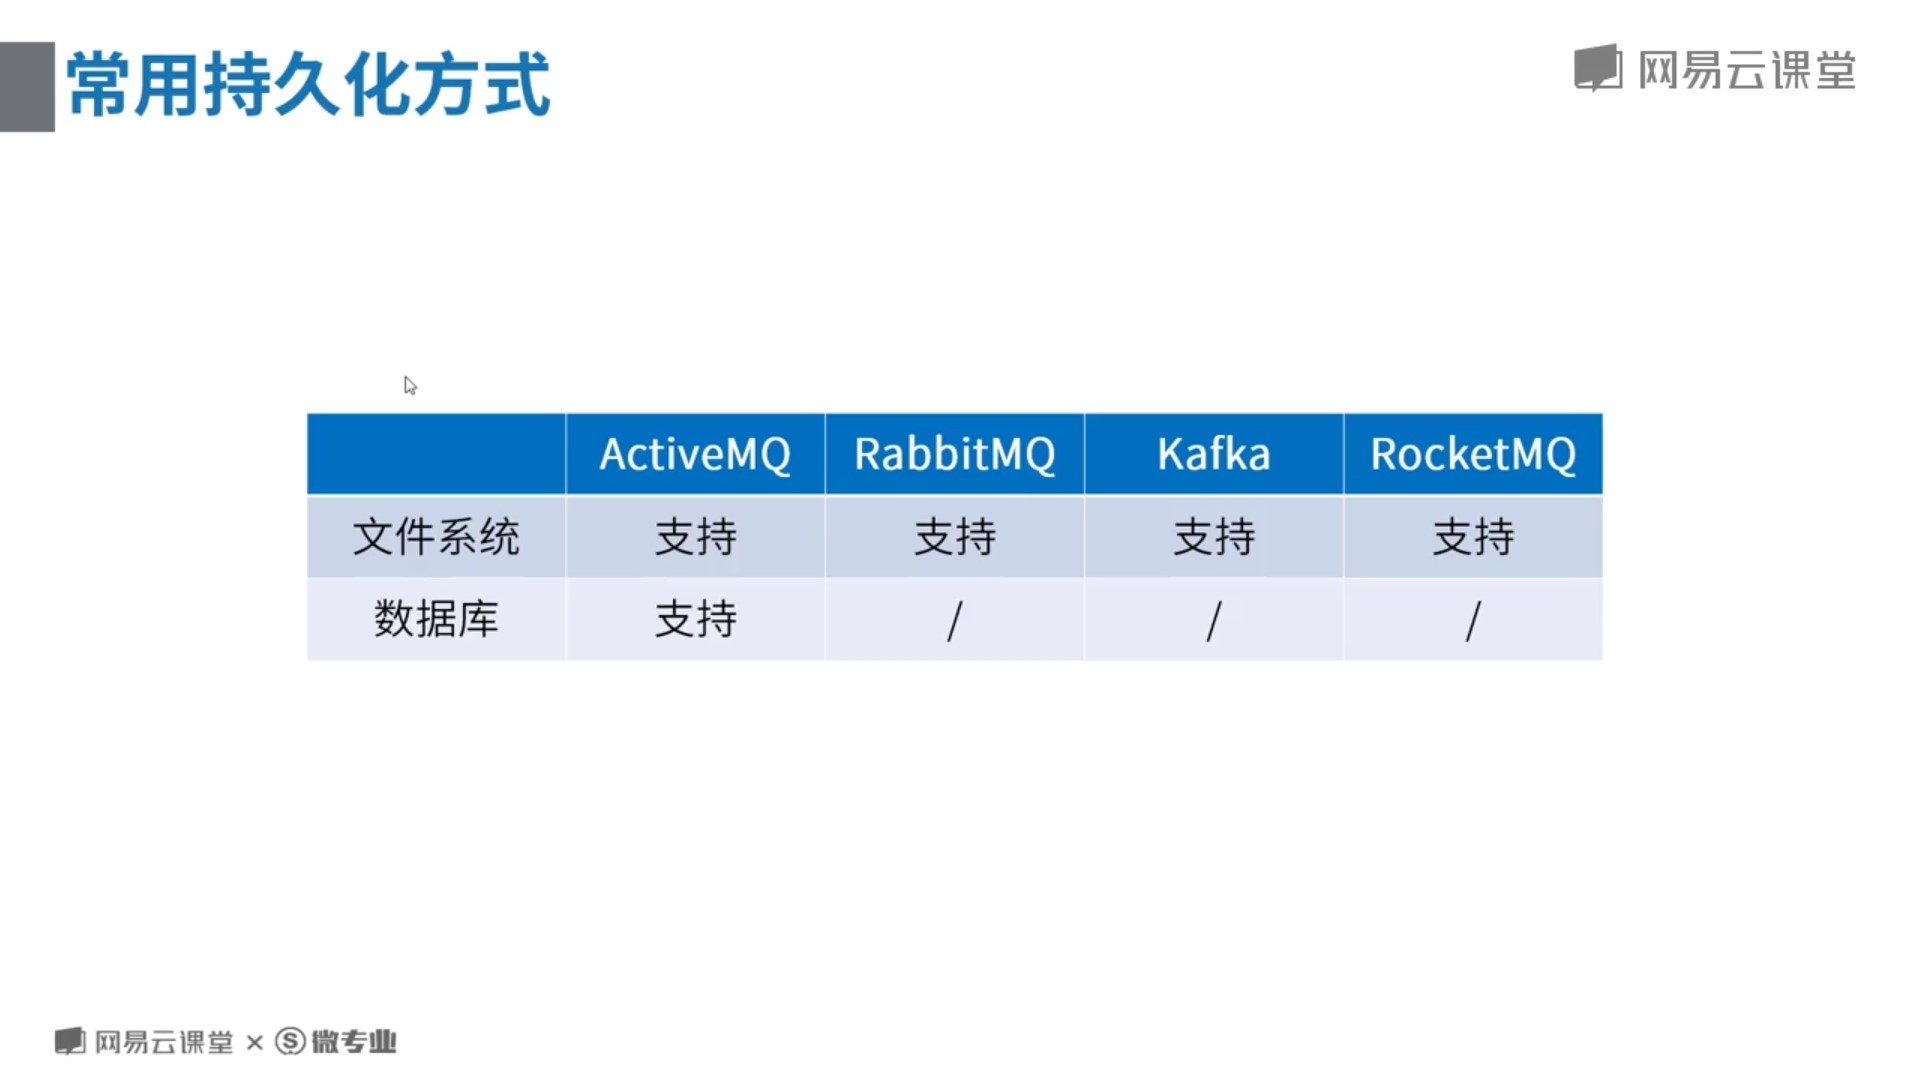 常用持久化方式
网易云课堂
ActiveMQ RabbitMQ Kafka RocketMQ
文件系统 支持 支持 支持 支持
数据库 支持 / / /
网易云课堂 × Ⓢ 微专业